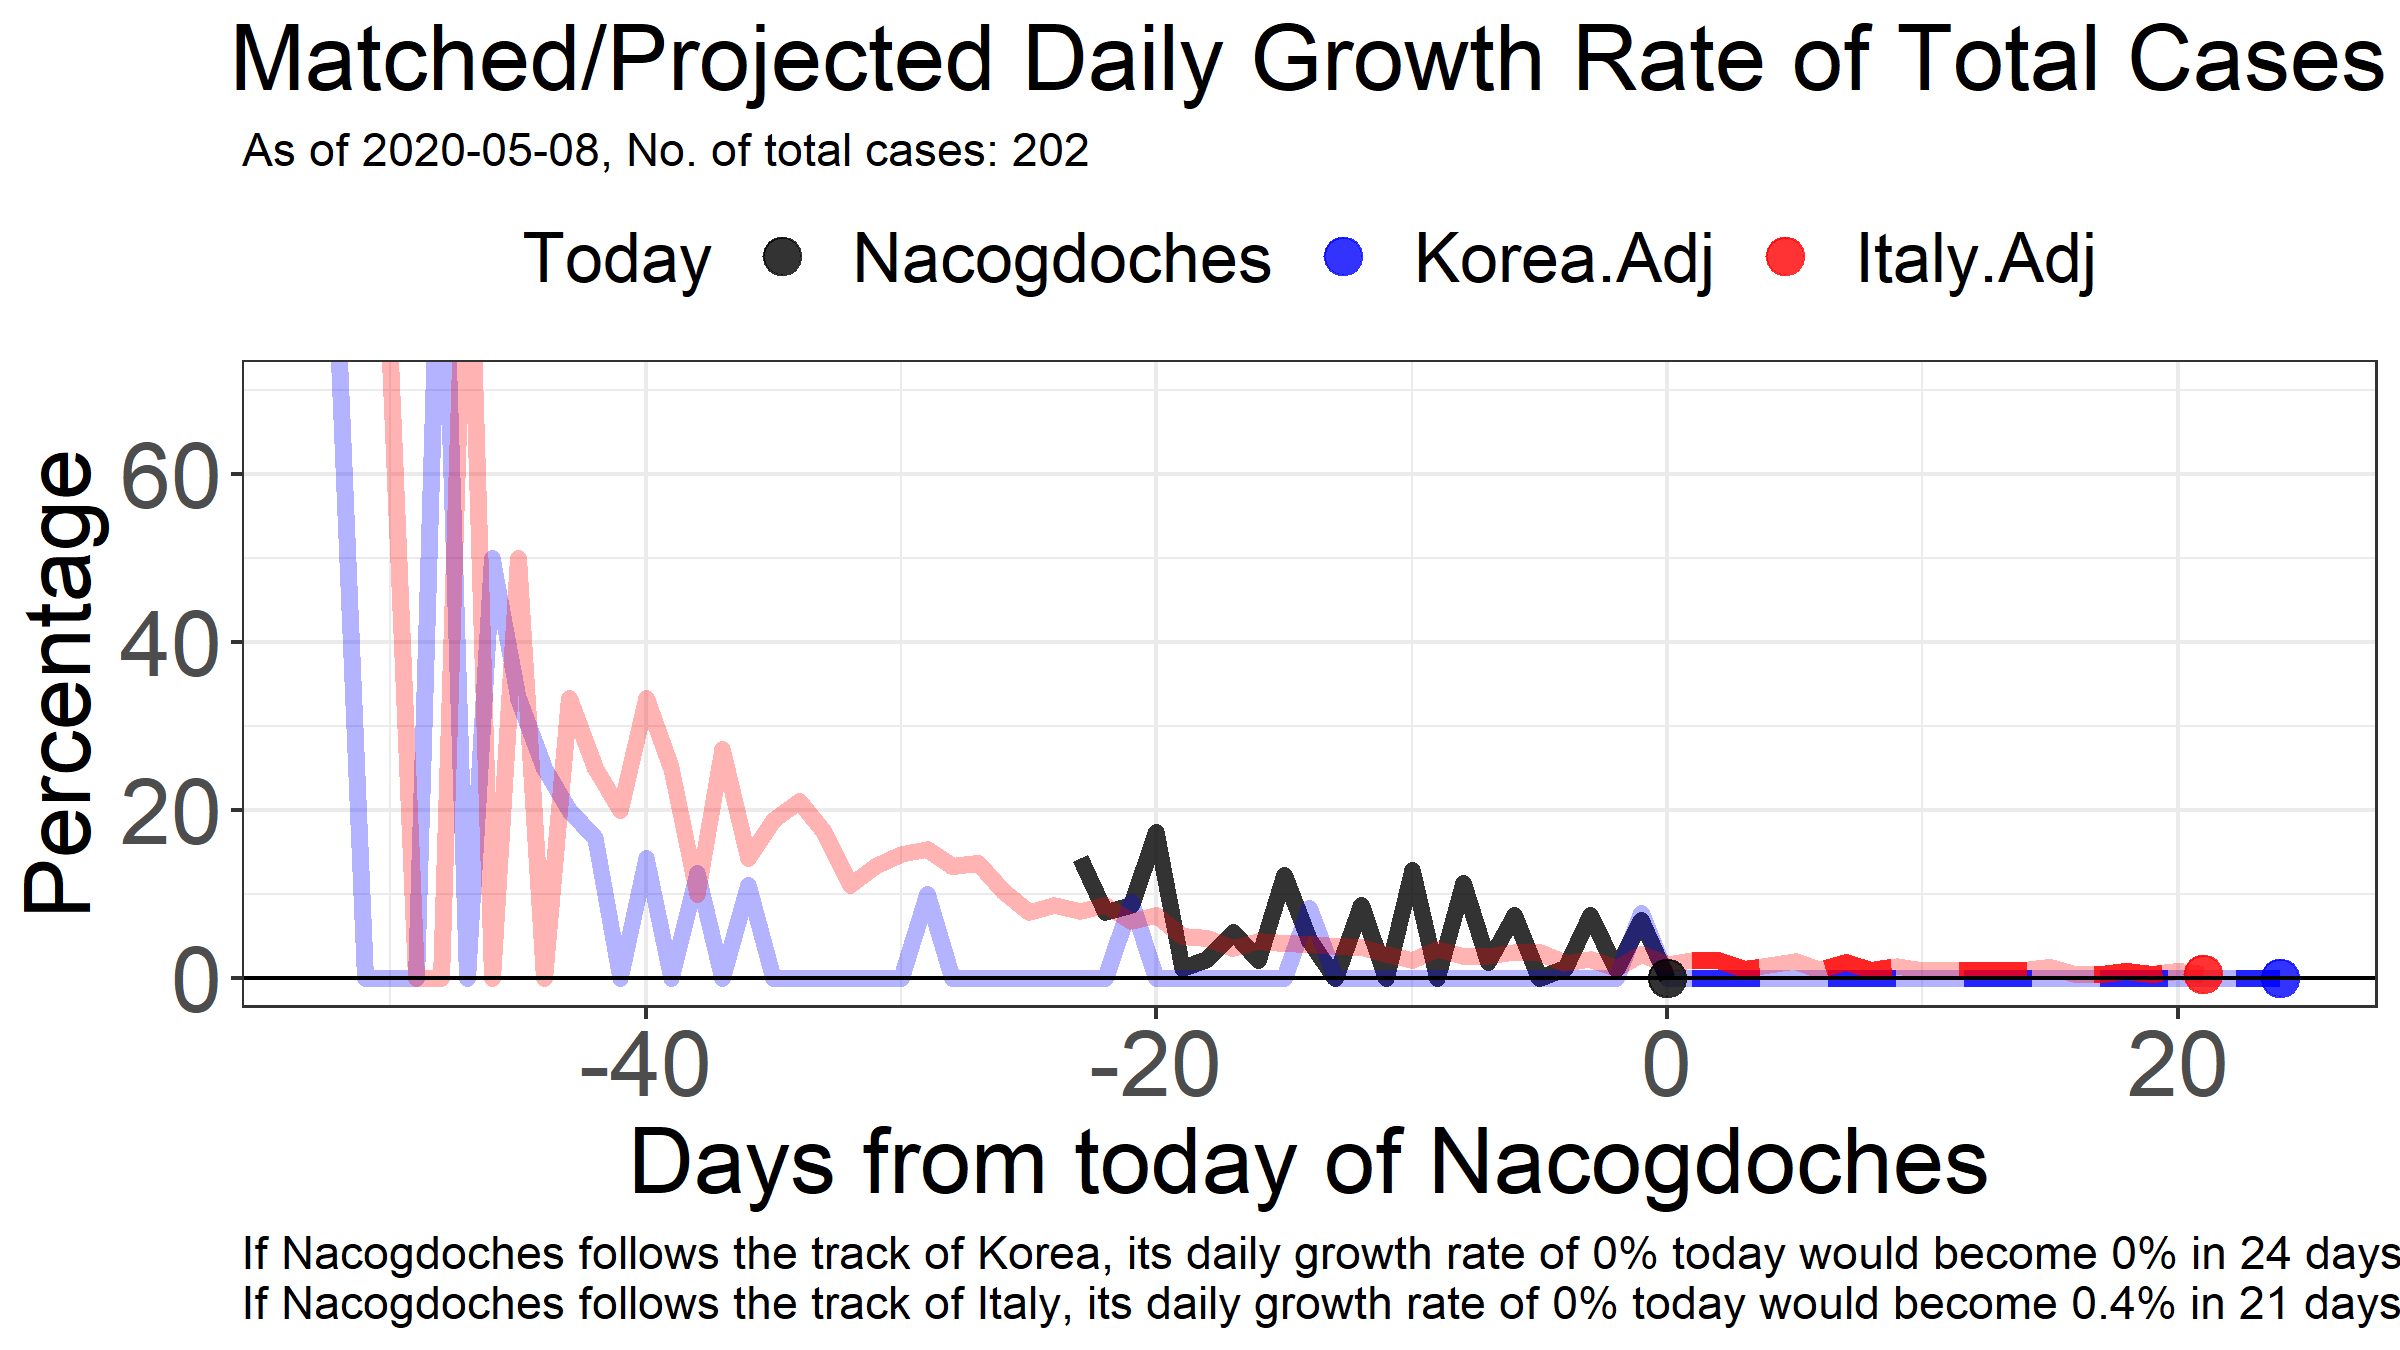 Matched/Projected Daily Growth Rate of Total Cases
As of 2020-05-08, No. of total cases: 202
Today Nacogdoches Korea.Adj Italy.Adj
Percentage
60
40
20
0
-40 -20 0 20
Days from today of Nacogdoches
If Nacogdoches follows the track of Korea, its daily growth rate of 0% today would become 0% in 24 days
If Nacogdoches follows the track of Italy, its daily growth rate of 0% today would become 0.4% in 21 days